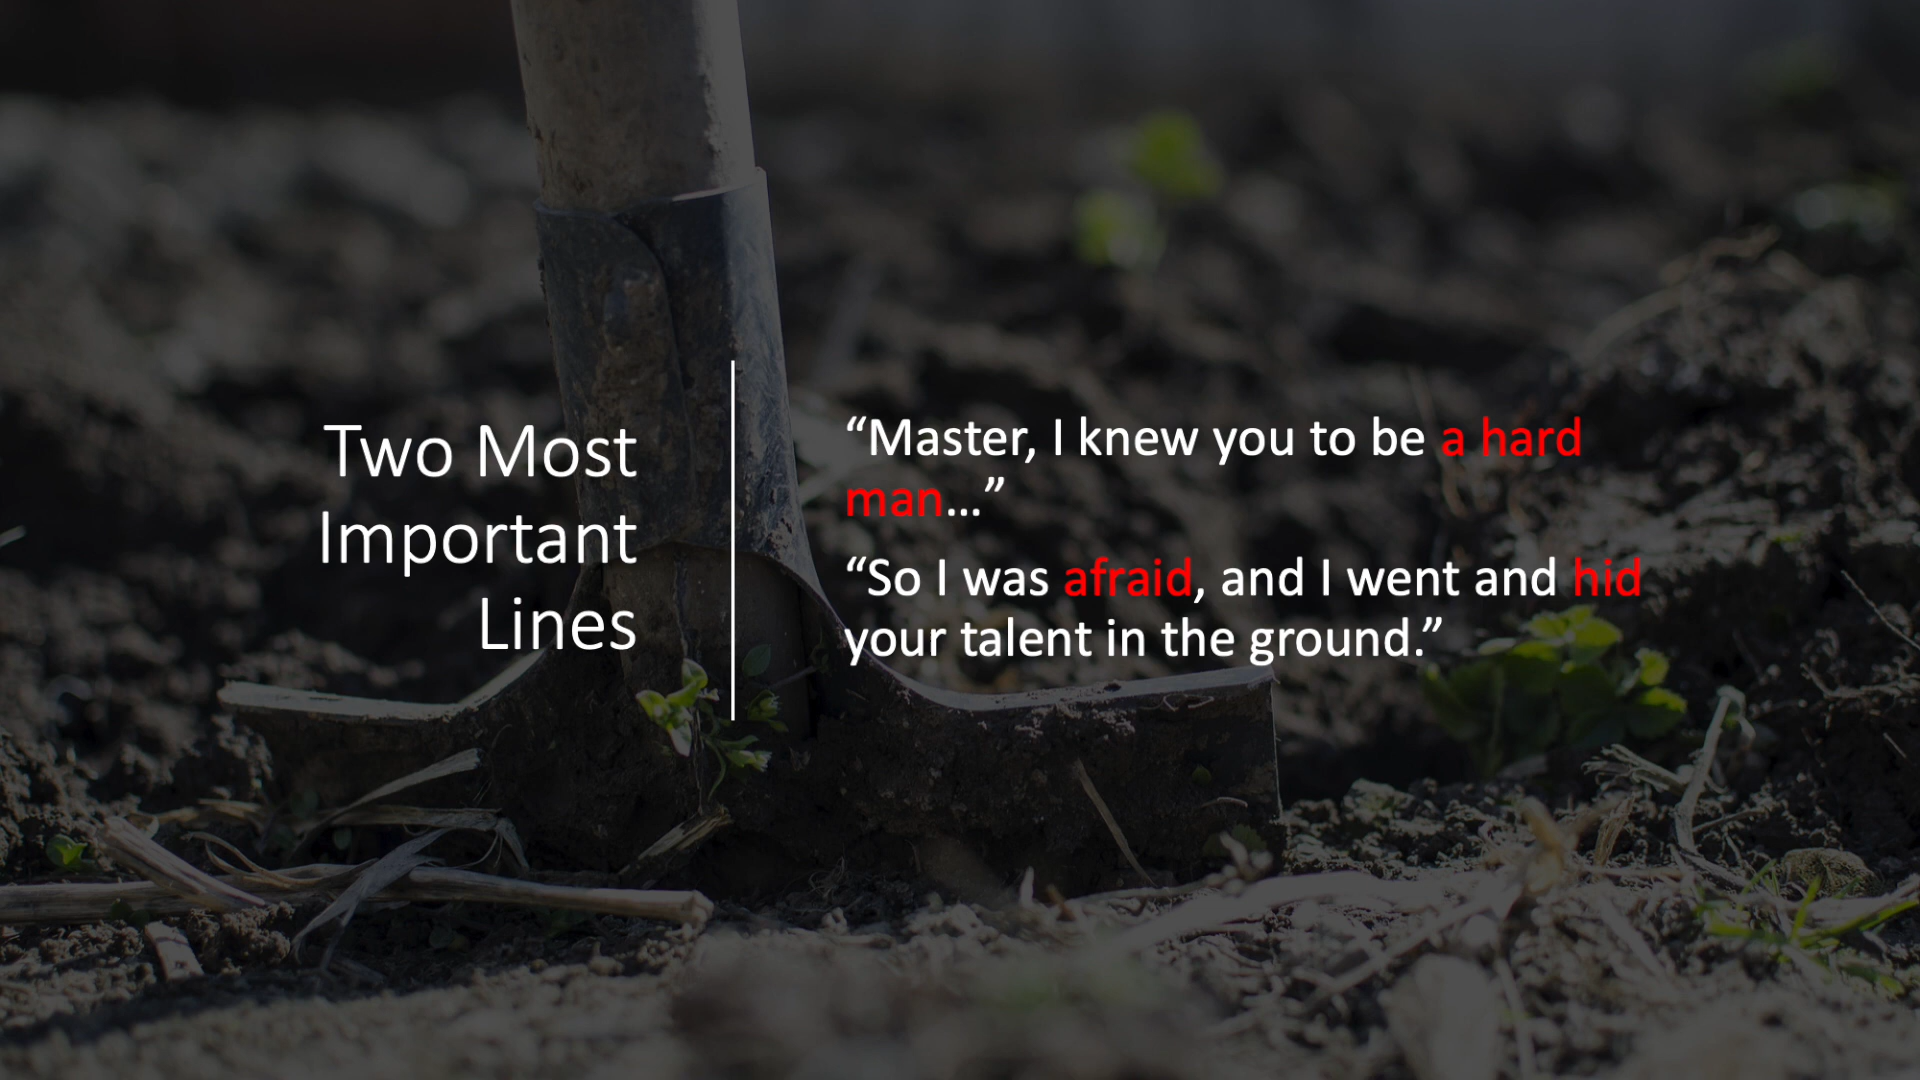 Two Most
Important
Lines
“Master, I knew you to be a hard
man…”
“So I was afraid, and I went and hid
your talent in the ground.”